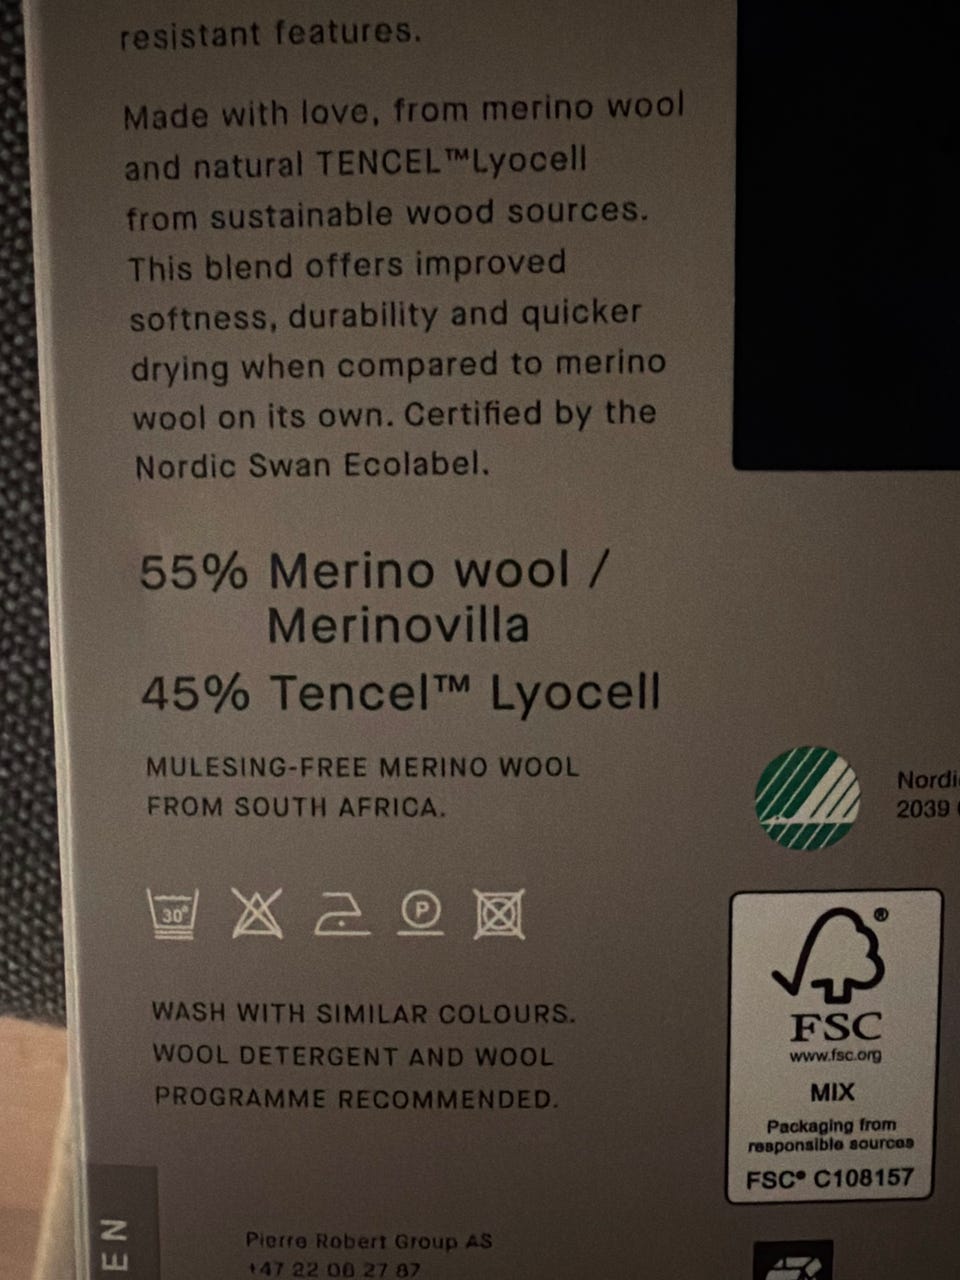 resistant features.
Made with love, from merino wool
and natural TENCEL™Lyocell
from sustainable wood sources.
This blend offers improved
softness, durability and quicker
drying when compared to merino
wool on its own. Certified by the
Nordic Swan Ecolabel.
55% Merino wool /
Merinovilla
45% Tencel™ Lyocell
MULESING-FREE MERINO WOOL
FROM SOUTH AFRICA.
30°
P
WASH WITH SIMILAR COLOURS.
WOOL DETERGENT AND WOOL
PROGRAMME RECOMMENDED.
EN
Pierre Robert Group AS
+47 22 08 27 87
Nordi
2039
®
FSC
www.fsc.org
MIX
Packaging from
responsible sources
FSC® C108157